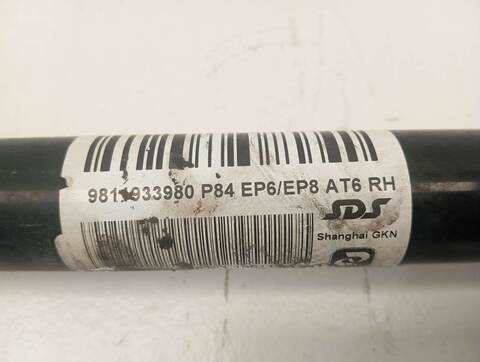 9811933980 P84 EP6/EP8 AT6 RH
SDS
Shanghai GKN